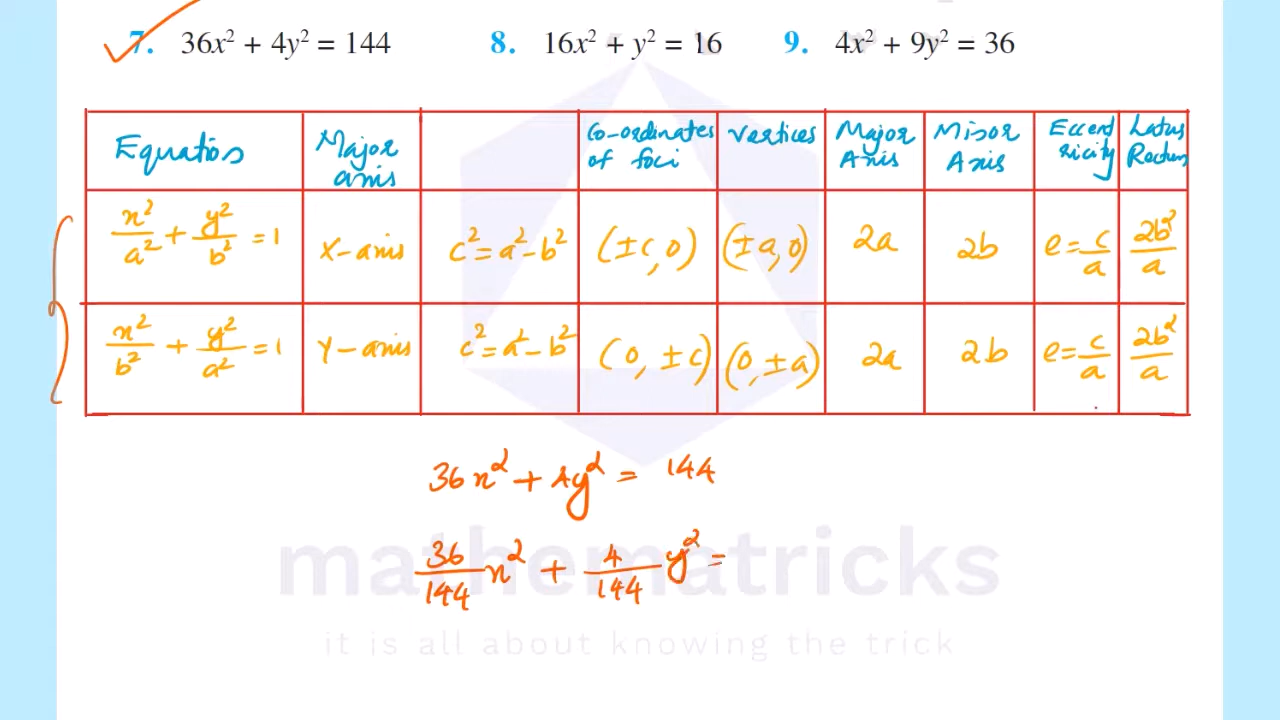 7. 36x² + 4y² = 144 8. 16x² + y² = 16 9. 4x² + 9y² = 36
Equation Major axis Co-ordinates of foci Vertices Major Axis Minor Axis Eccentricity Latus Rectum
x²/a² + y²/b² = 1 X-axis c² = a² - b² (±c, 0) (±a, 0) 2a 2b e = c/a 2b²/a
x²/b² + y²/a² = 1 Y-axis c² = a² - b² (0, ±c) (0, ±a) 2a 2b e = c/a 2b²/a
36x² + 4y² = 144
36/144 x² + 4/144 y² =
mathematricks
it is all about knowing the trick